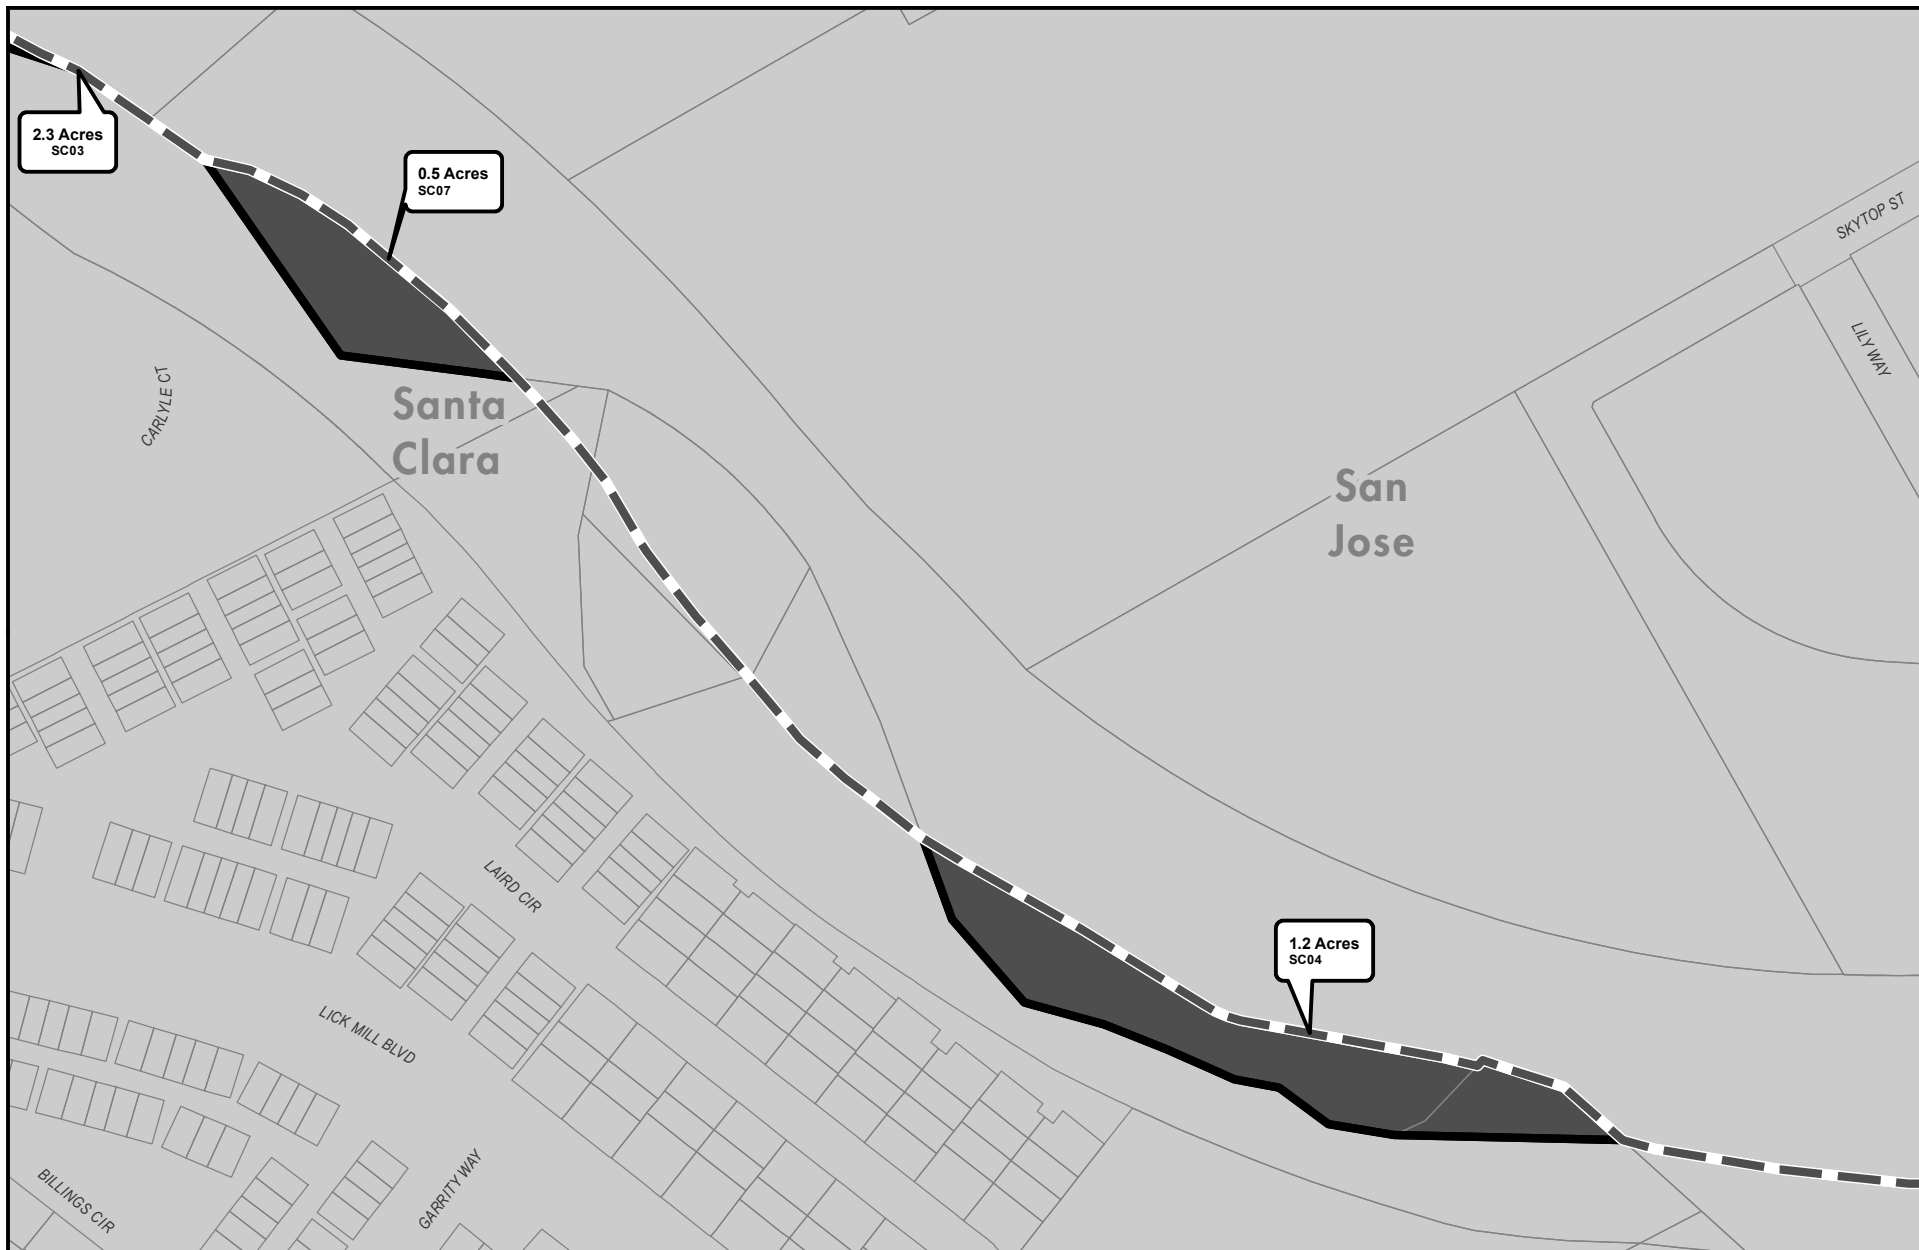 2.3 Acres
SC03
0.5 Acres
SC07
SKYTOP ST
LILY WAY
CARLYLE CT
Santa
Clara
San
Jose
LAIRD CIR
1.2 Acres
SC04
LICK MILL BLVD
GARRITY WAY
BILLINGS CIR